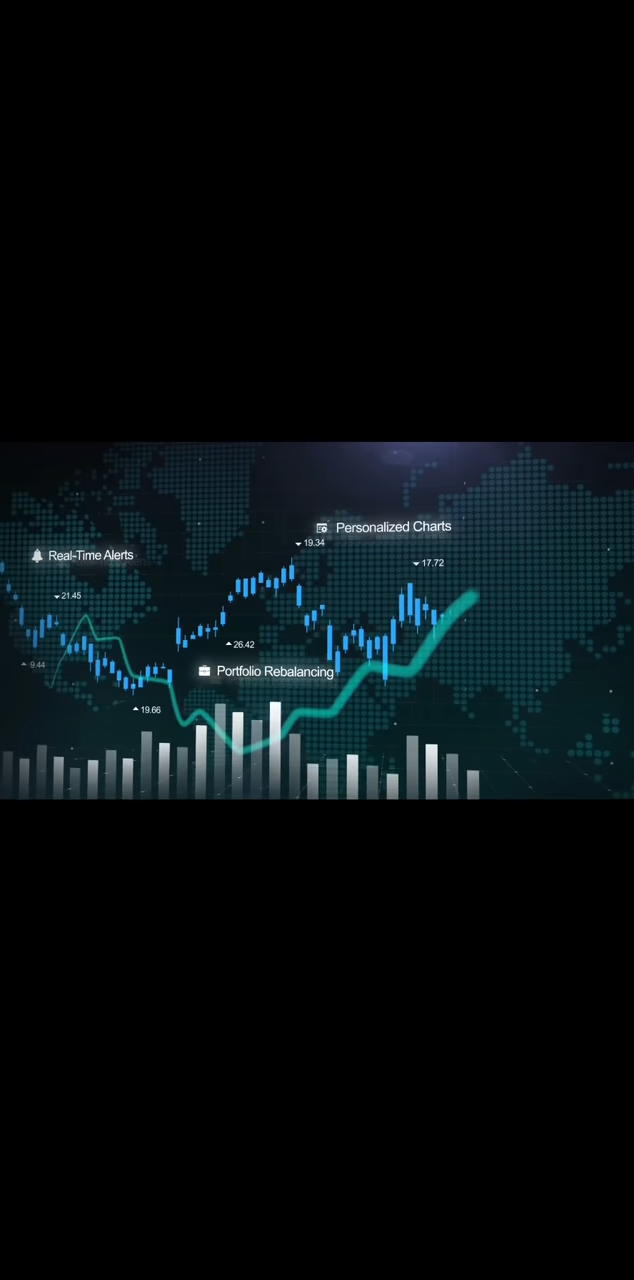 Personalized Charts
▼ 19.34
Real-Time Alerts
▼ 17.72
▼ 21.45
▲ 26.42
▲ 9.44
Portfolio Rebalancing
▲ 19.66